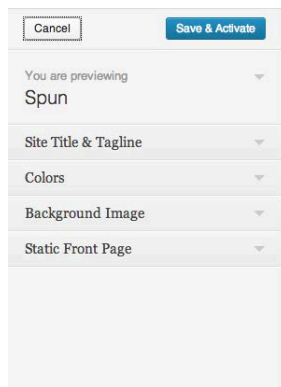 Cancel Save & Activate
You are previewing
Spun
Site Title & Tagline
Colors
Background Image
Static Front Page